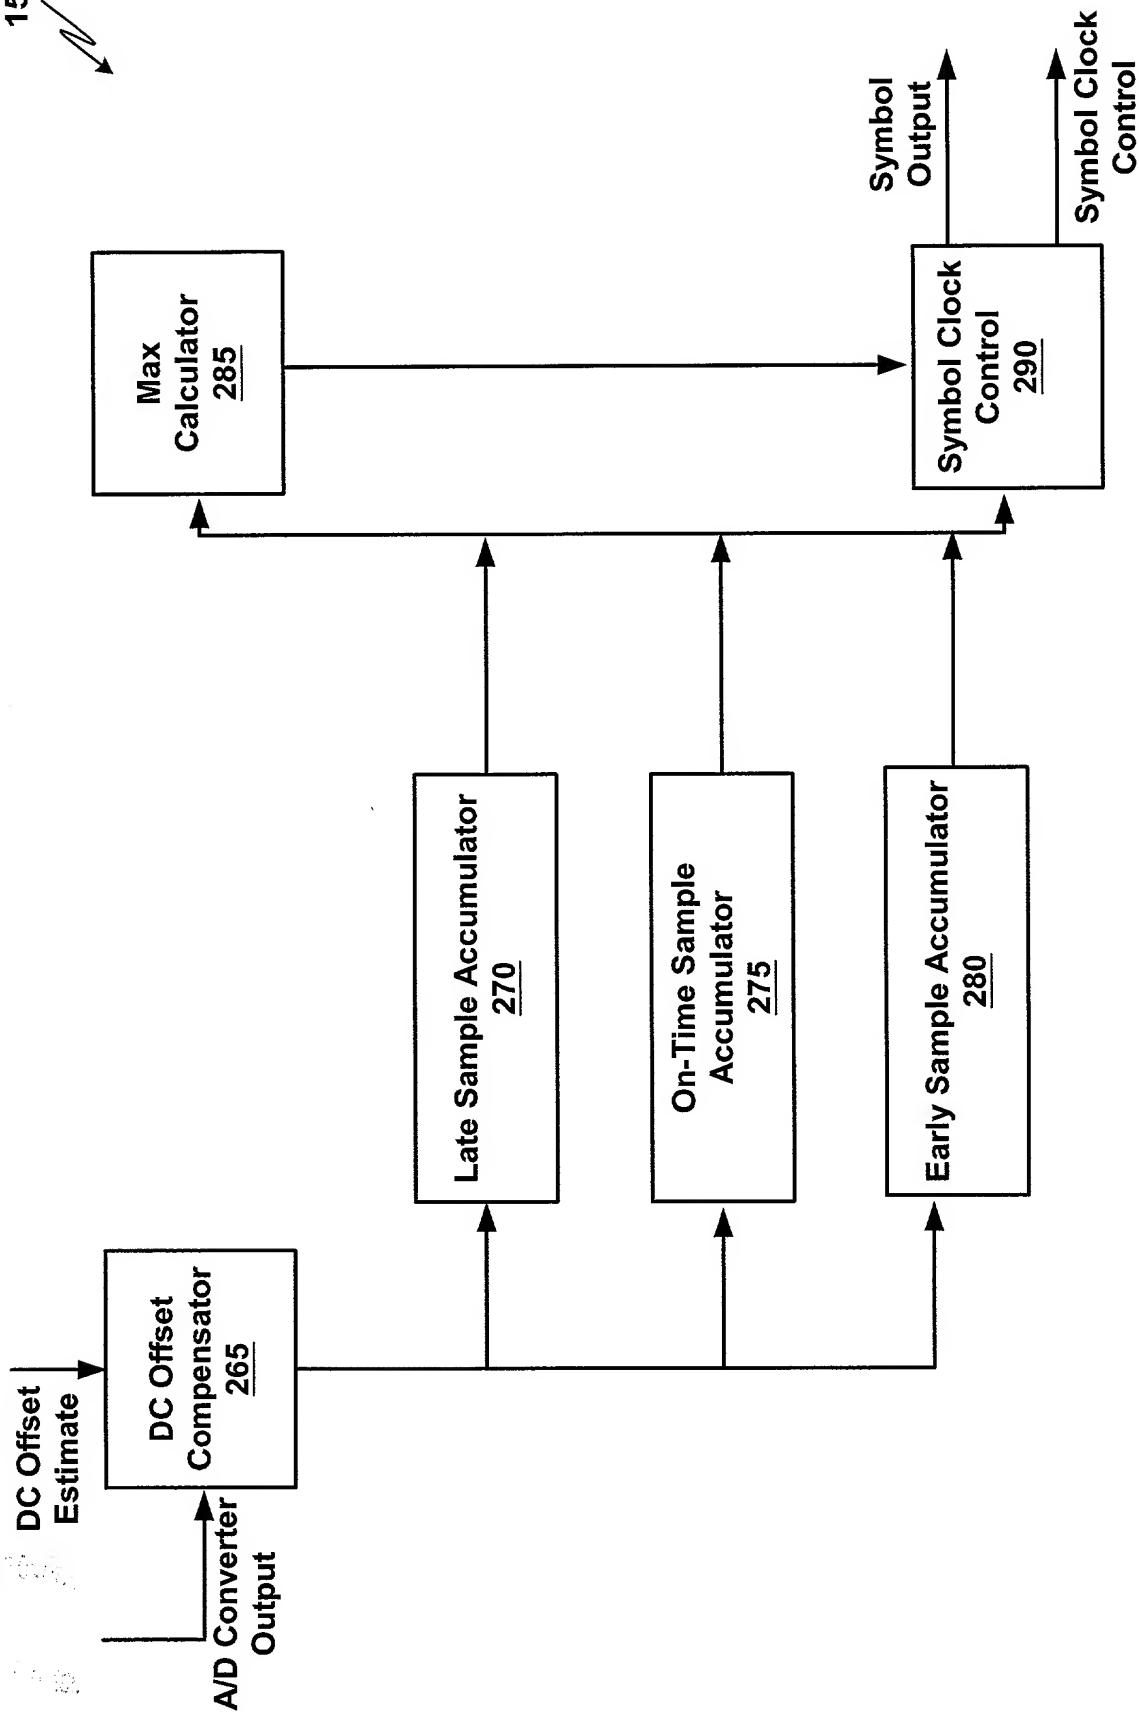 DC Offset
Estimate
A/D Converter
Output
DC Offset
Compensator
265
Late Sample Accumulator
270
On-Time Sample
Accumulator
275
Early Sample Accumulator
280
Max
Calculator
285
Symbol Clock
Control
290
Symbol
Output
Symbol Clock
Control